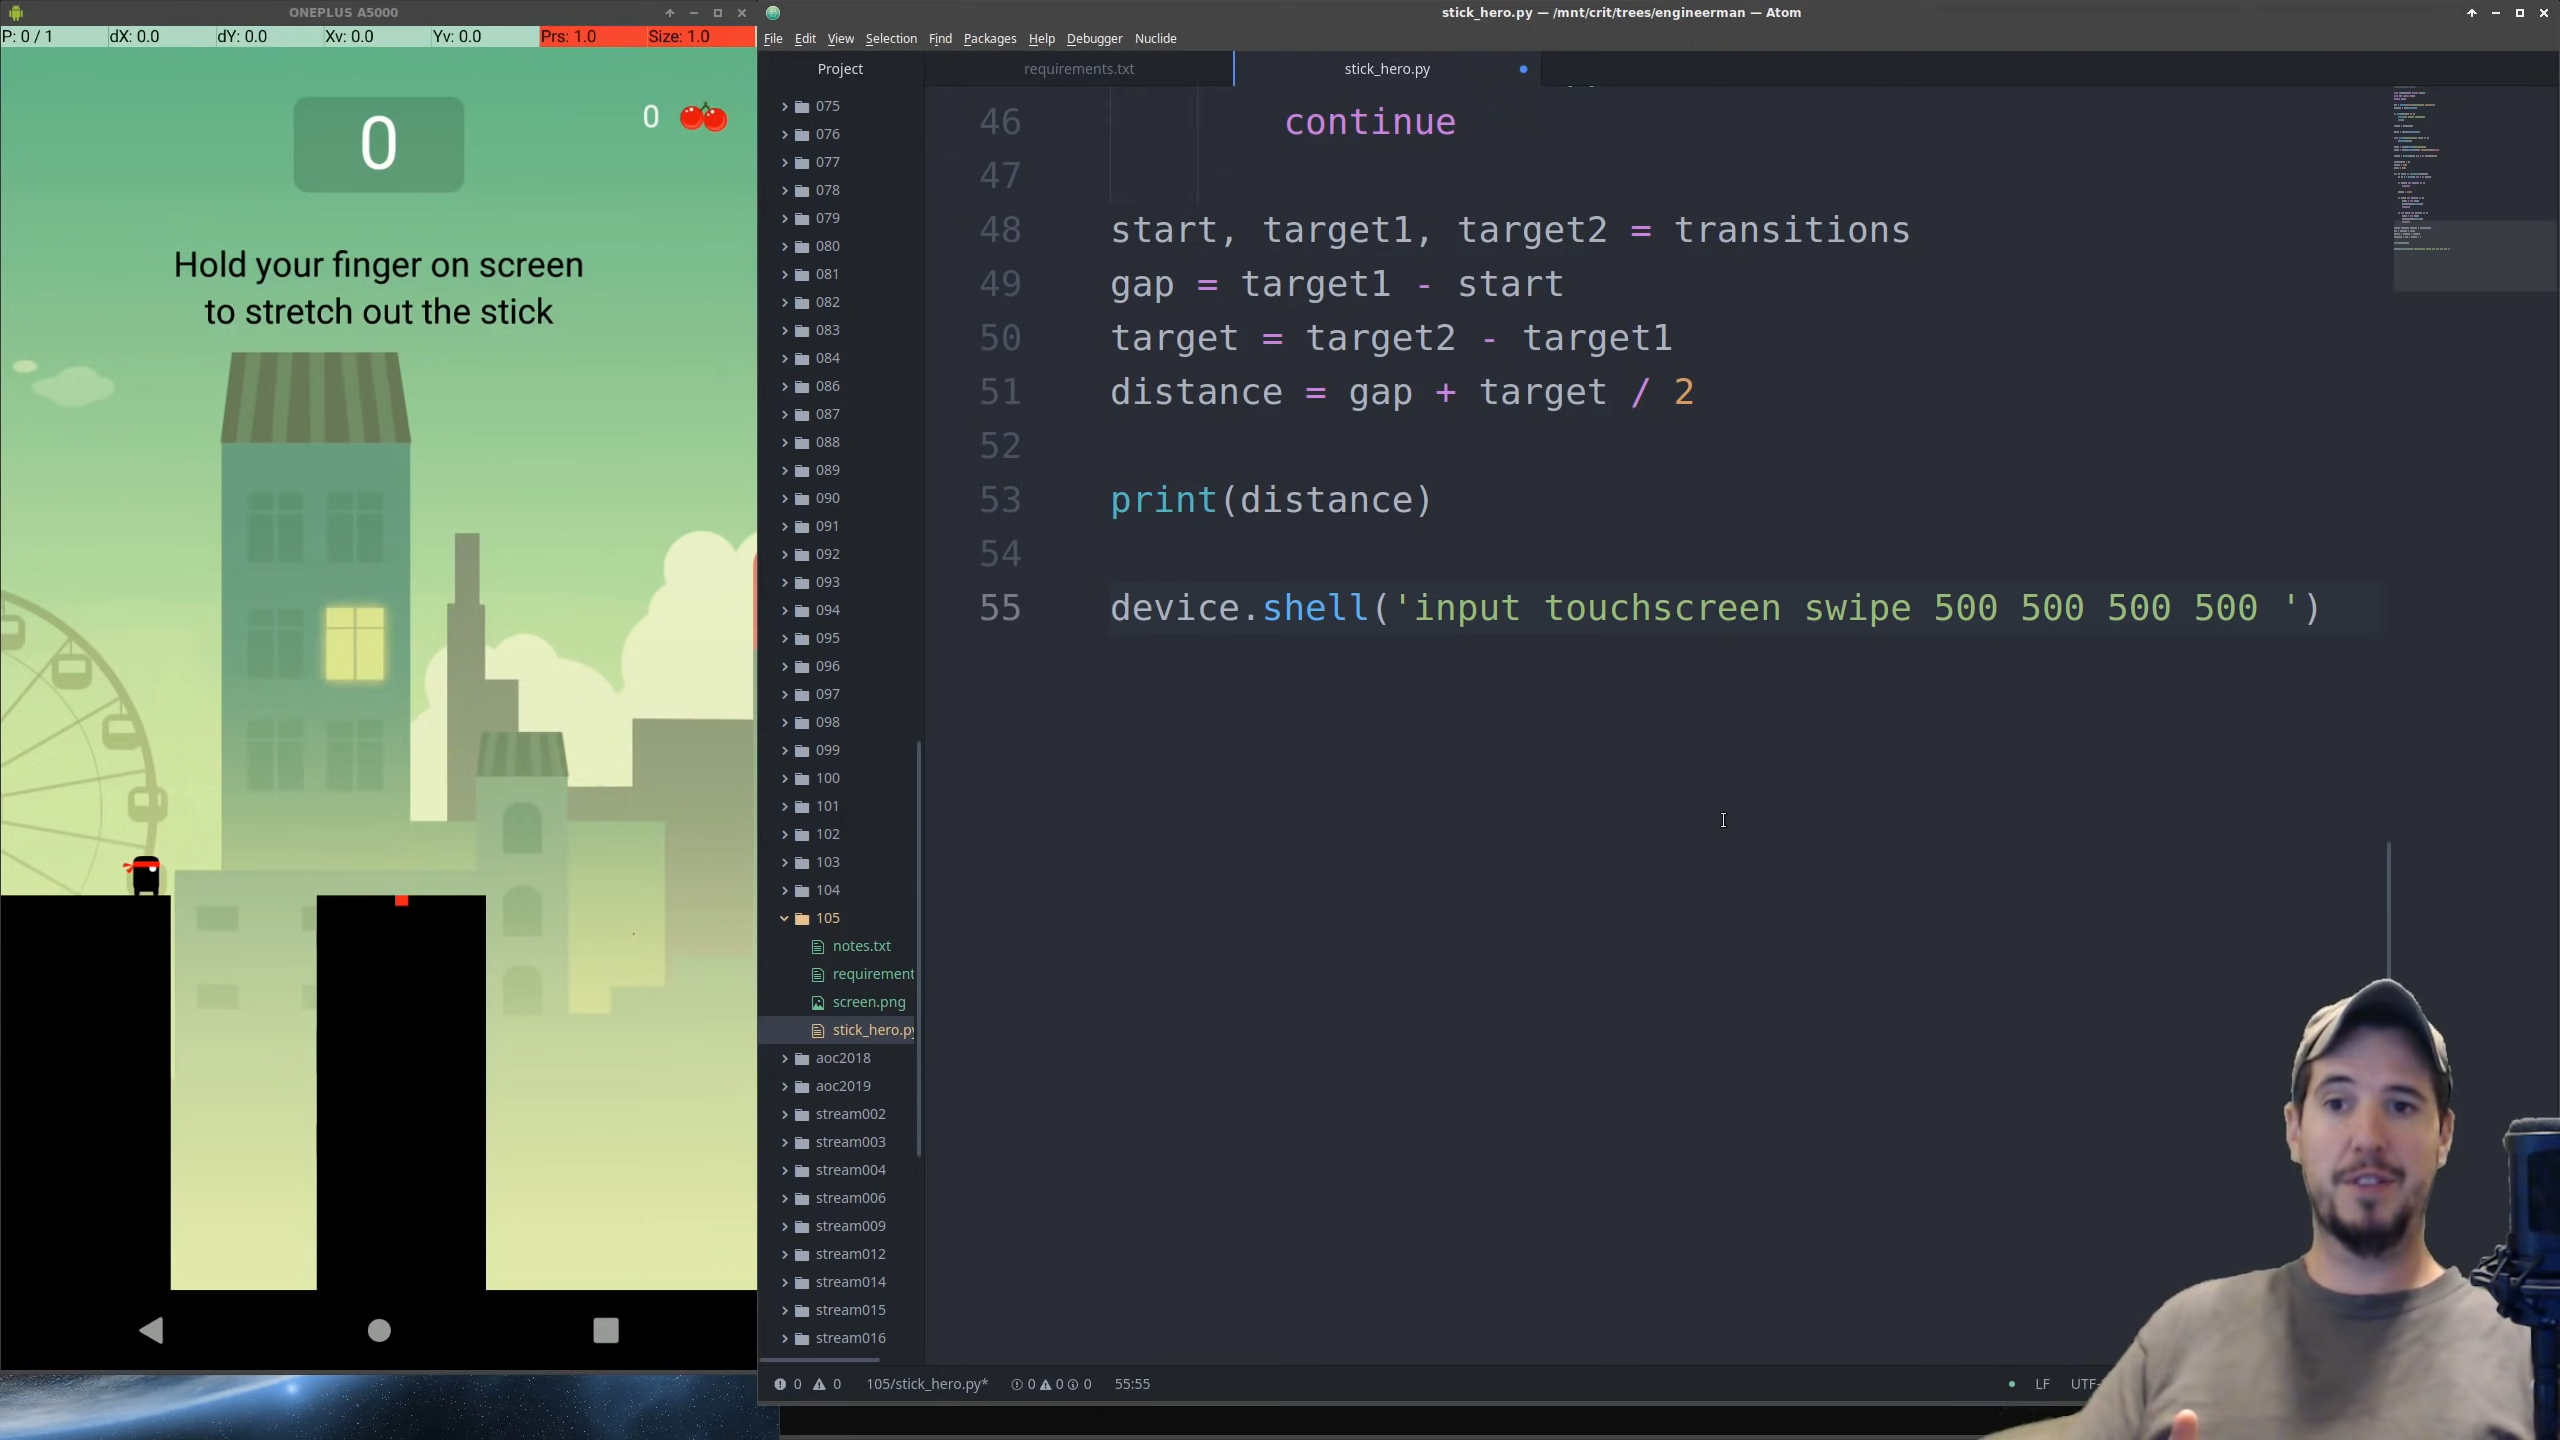 ONEPLUS A5000
P: 0 / 1
dX: 0.0
dY: 0.0
Xv: 0.0
Yv: 0.0
Prs: 1.0
Size: 1.0
0
0
Hold your finger on screen
to stretch out the stick
stick_hero.py — /mnt/crit/trees/engineerman — Atom
File Edit View Selection Find Packages Help Debugger Nuclide
Project
requirements.txt
stick_hero.py
075
076
077
078
079
080
081
082
083
084
086
087
088
089
090
091
092
093
094
095
096
097
098
099
100
101
102
103
104
105
notes.txt
requirement
screen.png
stick_hero.py
aoc2018
aoc2019
stream002
stream003
stream004
stream006
stream009
stream012
stream014
stream015
stream016
46 continue
47
48 start, target1, target2 = transitions
49 gap = target1 - start
50 target = target2 - target1
51 distance = gap + target / 2
52
53 print(distance)
54
55 device.shell('input touchscreen swipe 500 500 500 500 ')
0 0 105/stick_hero.py* 0 0 0 55:55
LF UTF-